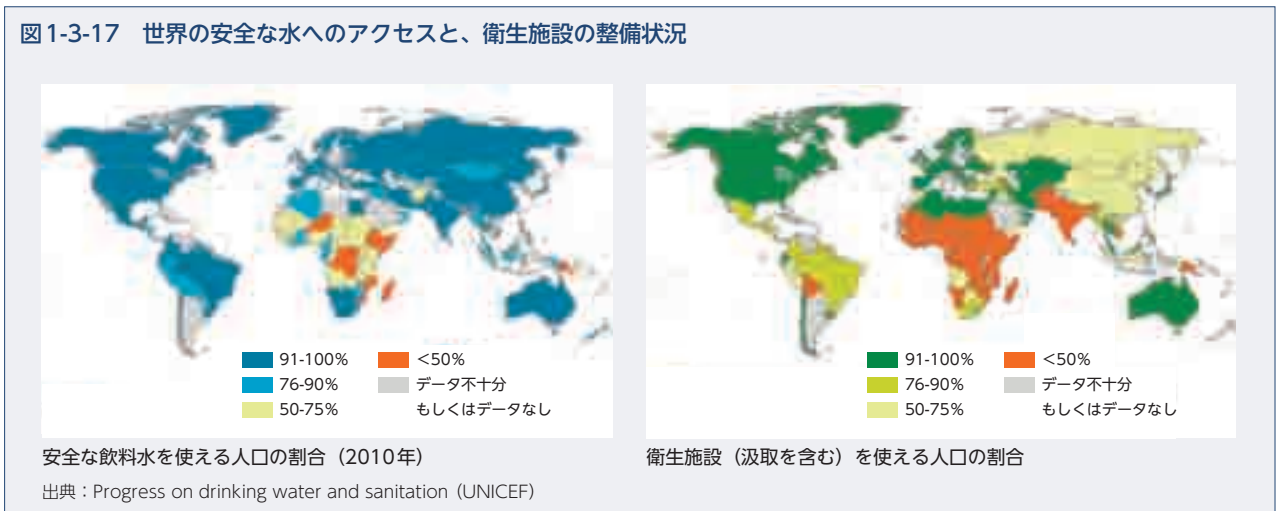 図1-3-17　世界の安全な水へのアクセスと、衛生施設の整備状況
91-100%
76-90%
50-75%
<50%
データ不十分
もしくはデータなし
安全な飲料水を使える人口の割合（2010年）
91-100%
76-90%
50-75%
<50%
データ不十分
もしくはデータなし
衛生施設（汲取を含む）を使える人口の割合
出典：Progress on drinking water and sanitation (UNICEF)